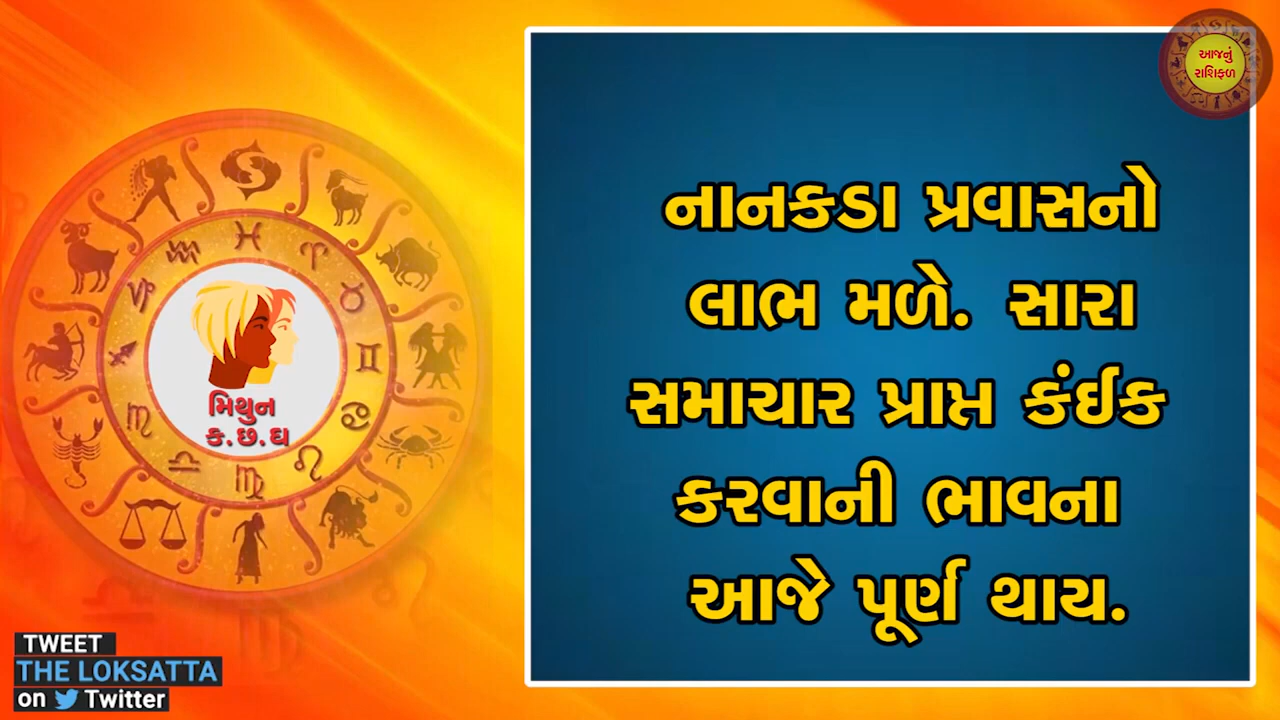 આજનું
રાશિફળ
નાનકડા પ્રવાસનો
લાભ મળે. સારા
સમાચાર પ્રાપ્ત કંઈક
કરવાની ભાવના
આજે પૂર્ણ થાય.
મિથુન
ક.છ.ઘ
TWEET
THE LOKSATTA
on Twitter